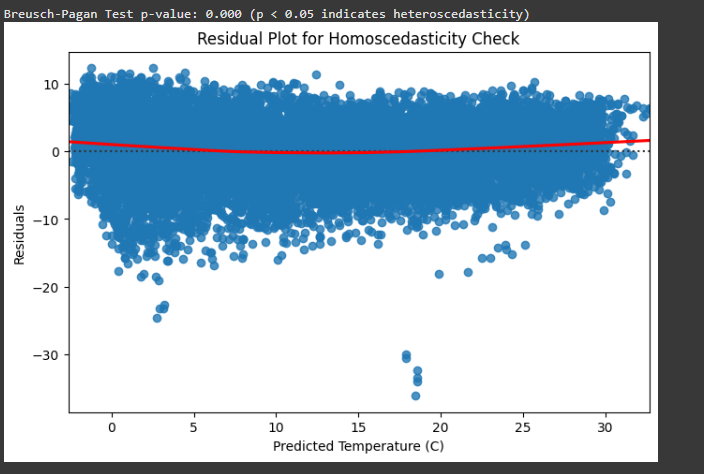 Breusch-Pagan Test p-value: 0.000 (p < 0.05 indicates heteroscedasticity)
Residual Plot for Homoscedasticity Check
10
0
−10
−20
−30
Residuals
0 5 10 15 20 25 30
Predicted Temperature (C)